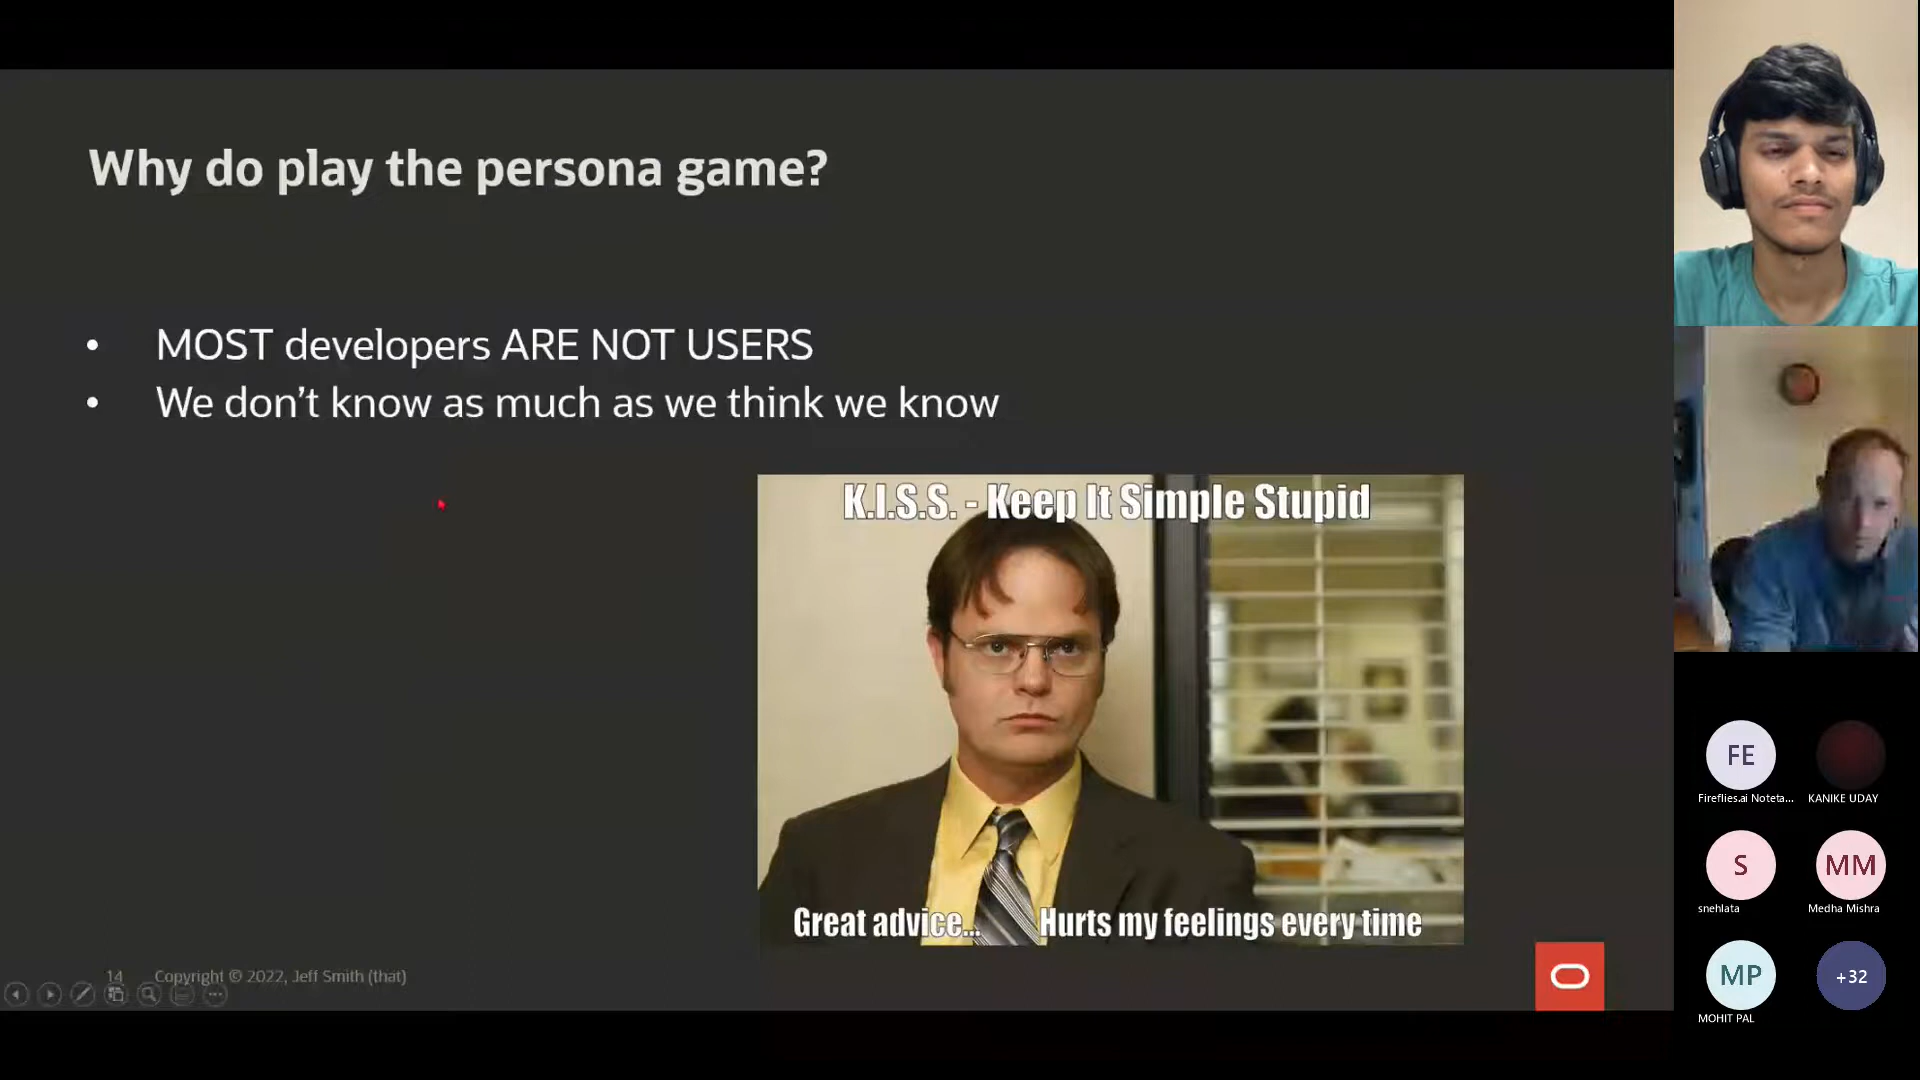 Why do play the persona game?
• MOST developers ARE NOT USERS
• We don't know as much as we think we know
K.I.S.S. - Keep It Simple Stupid
Great advice... Hurts my feelings every time
14 Copyright © 2022, Jeff Smith (that)
FE
Fireflies.ai Noteta...
KANIKE UDAY
S
snehlata
MM
Medha Mishra
MP
MOHIT PAL
+32